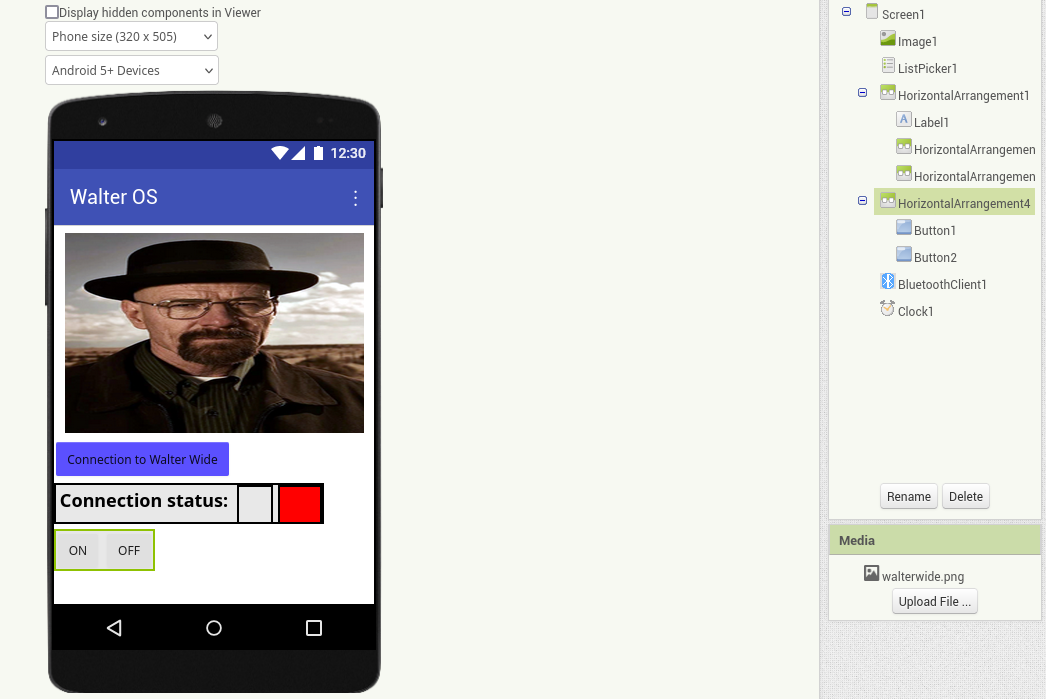 Display hidden components in Viewer
Phone size (320 x 505)
Android 5+ Devices
12:30
Walter OS
Connection to Walter Wide
Connection status:
ON OFF
Screen1
Image1
ListPicker1
HorizontalArrangement1
Label1
HorizontalArrangemen
HorizontalArrangemen
HorizontalArrangement4
Button1
Button2
BluetoothClient1
Clock1
Rename Delete
Media
walterwide.png
Upload File ...